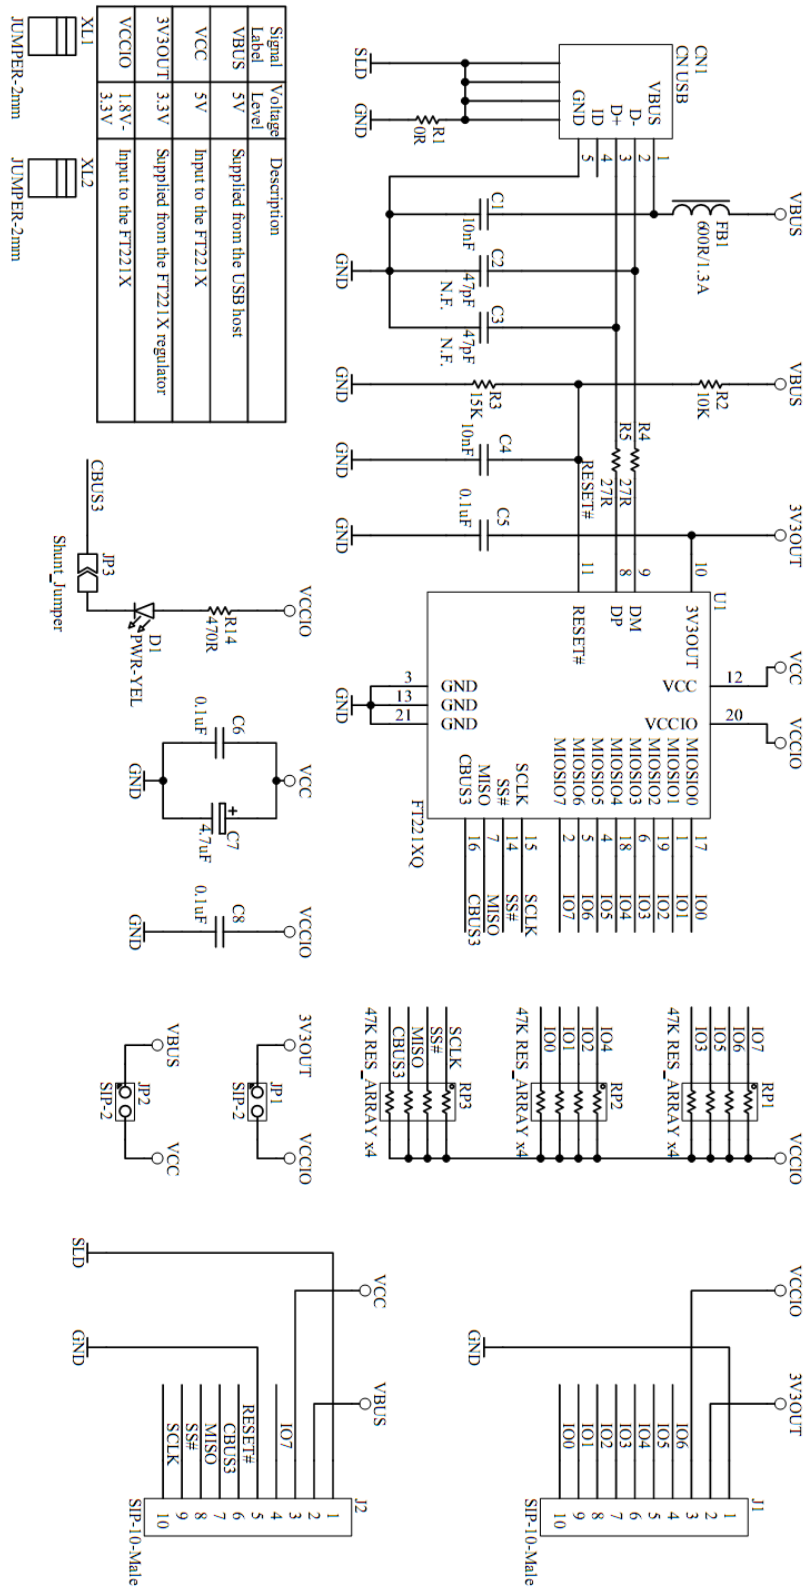 CN1
CN USB
VBUS
D-
D+
ID
GND
1
2
3
4
5
SLD
GND
R1
0R
VBUS
FB1
600R/1.3A
C1
10nF
C2
47pF
N.F.
C3
47pF
N.F.
GND
VBUS
R2
10K
R3
15K
GND
C4
10nF
GND
R4
27R
R5
27R
RESET#
3V3OUT
C5
0.1uF
GND
U1
10
9
8
11
3V3OUT
DM
DP
RESET#
VCC
12
VCC
VCCIO
20
VCCIO
3
GND
13
GND
21
GND
GND
MIOSIO0
MIOSIO1
MIOSIO2
MIOSIO3
MIOSIO4
MIOSIO5
MIOSIO6
MIOSIO7
SCLK
SS#
MISO
CBUS3
17
1
19
6
18
4
5
2
15
14
7
16
IO0
IO1
IO2
IO3
IO4
IO5
IO6
IO7
SCLK
SS#
MISO
CBUS3
FT221XQ
VCCIO
RP1
IO7
IO6
IO5
IO3
47K RES_ARRAY x4
RP2
IO4
IO2
IO1
IO0
47K RES_ARRAY x4
RP3
SCLK
SS#
MISO
CBUS3
47K RES_ARRAY x4
VCCIO
3V3OUT
GND
J1
1
2
3
4
5
6
7
8
9
10
IO6
IO5
IO4
IO3
IO2
IO1
IO0
SIP-10-Male
Signal Label
Voltage Level
Description
VBUS
5V
Supplied from the USB host
VCC
5V
Input to the FT221X
3V3OUT
3.3V
Supplied from the FT221X regulator
VCCIO
1.8V-
3.3V
Input to the FT221X
XL1
JUMPER-2mm
XL2
JUMPER-2mm
CBUS3
JP3
Shunt_Jumper
D1
PWR-YEL
R14
470R
VCCIO
VCC
C6
0.1uF
C7
4.7uF
GND
VCCIO
C8
0.1uF
GND
3V3OUT
JP1
SIP-2
VCCIO
VBUS
JP2
SIP-2
VCC
SLD
GND
VCC
VBUS
J2
1
2
3
4
5
6
7
8
9
10
IO7
RESET#
CBUS3
MISO
SS#
SCLK
SIP-10-Male